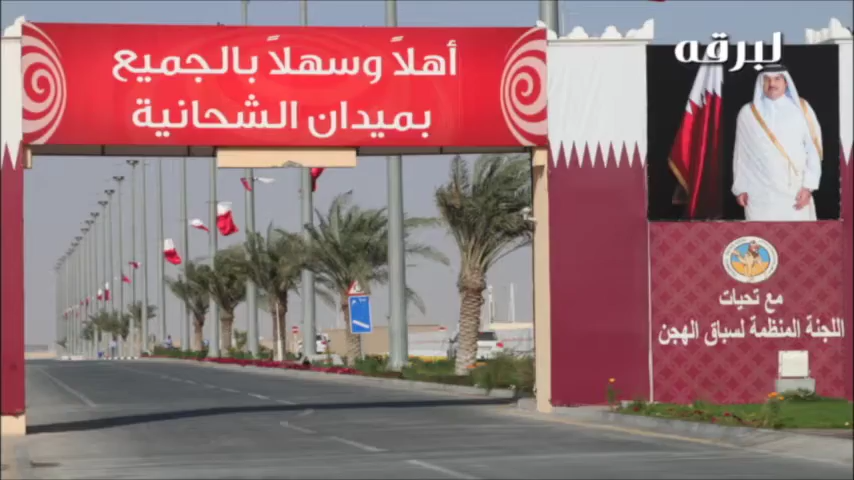 أهلاً وسهلاً بالجميع
بميدان الشحانية
لبرقه
مع تحيات
اللجنة المنظمة لسباق الهجن